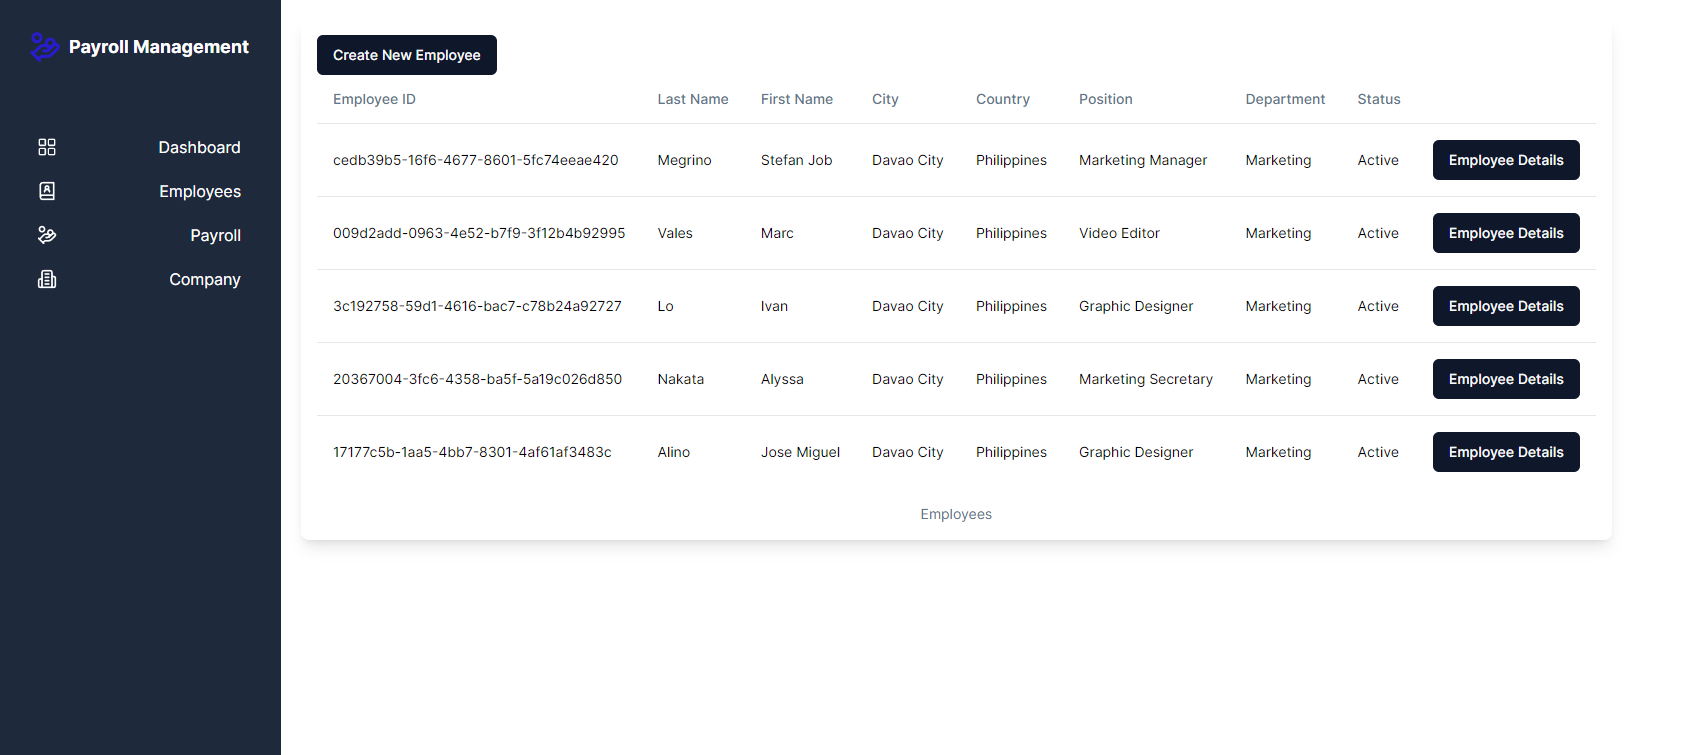 Payroll Management
Dashboard
Employees
Payroll
Company
Create New Employee
Employee ID Last Name First Name City Country Position Department Status
cedb39b5-16f6-4677-8601-5fc74eeae420 Megrino Stefan Job Davao City Philippines Marketing Manager Marketing Active Employee Details
009d2add-0963-4e52-b7f9-3f12b4b92995 Vales Marc Davao City Philippines Video Editor Marketing Active Employee Details
3c192758-59d1-4616-bac7-c78b24a92727 Lo Ivan Davao City Philippines Graphic Designer Marketing Active Employee Details
20367004-3fc6-4358-ba5f-5a19c026d850 Nakata Alyssa Davao City Philippines Marketing Secretary Marketing Active Employee Details
17177c5b-1aa5-4bb7-8301-4af61af3483c Alino Jose Miguel Davao City Philippines Graphic Designer Marketing Active Employee Details
Employees